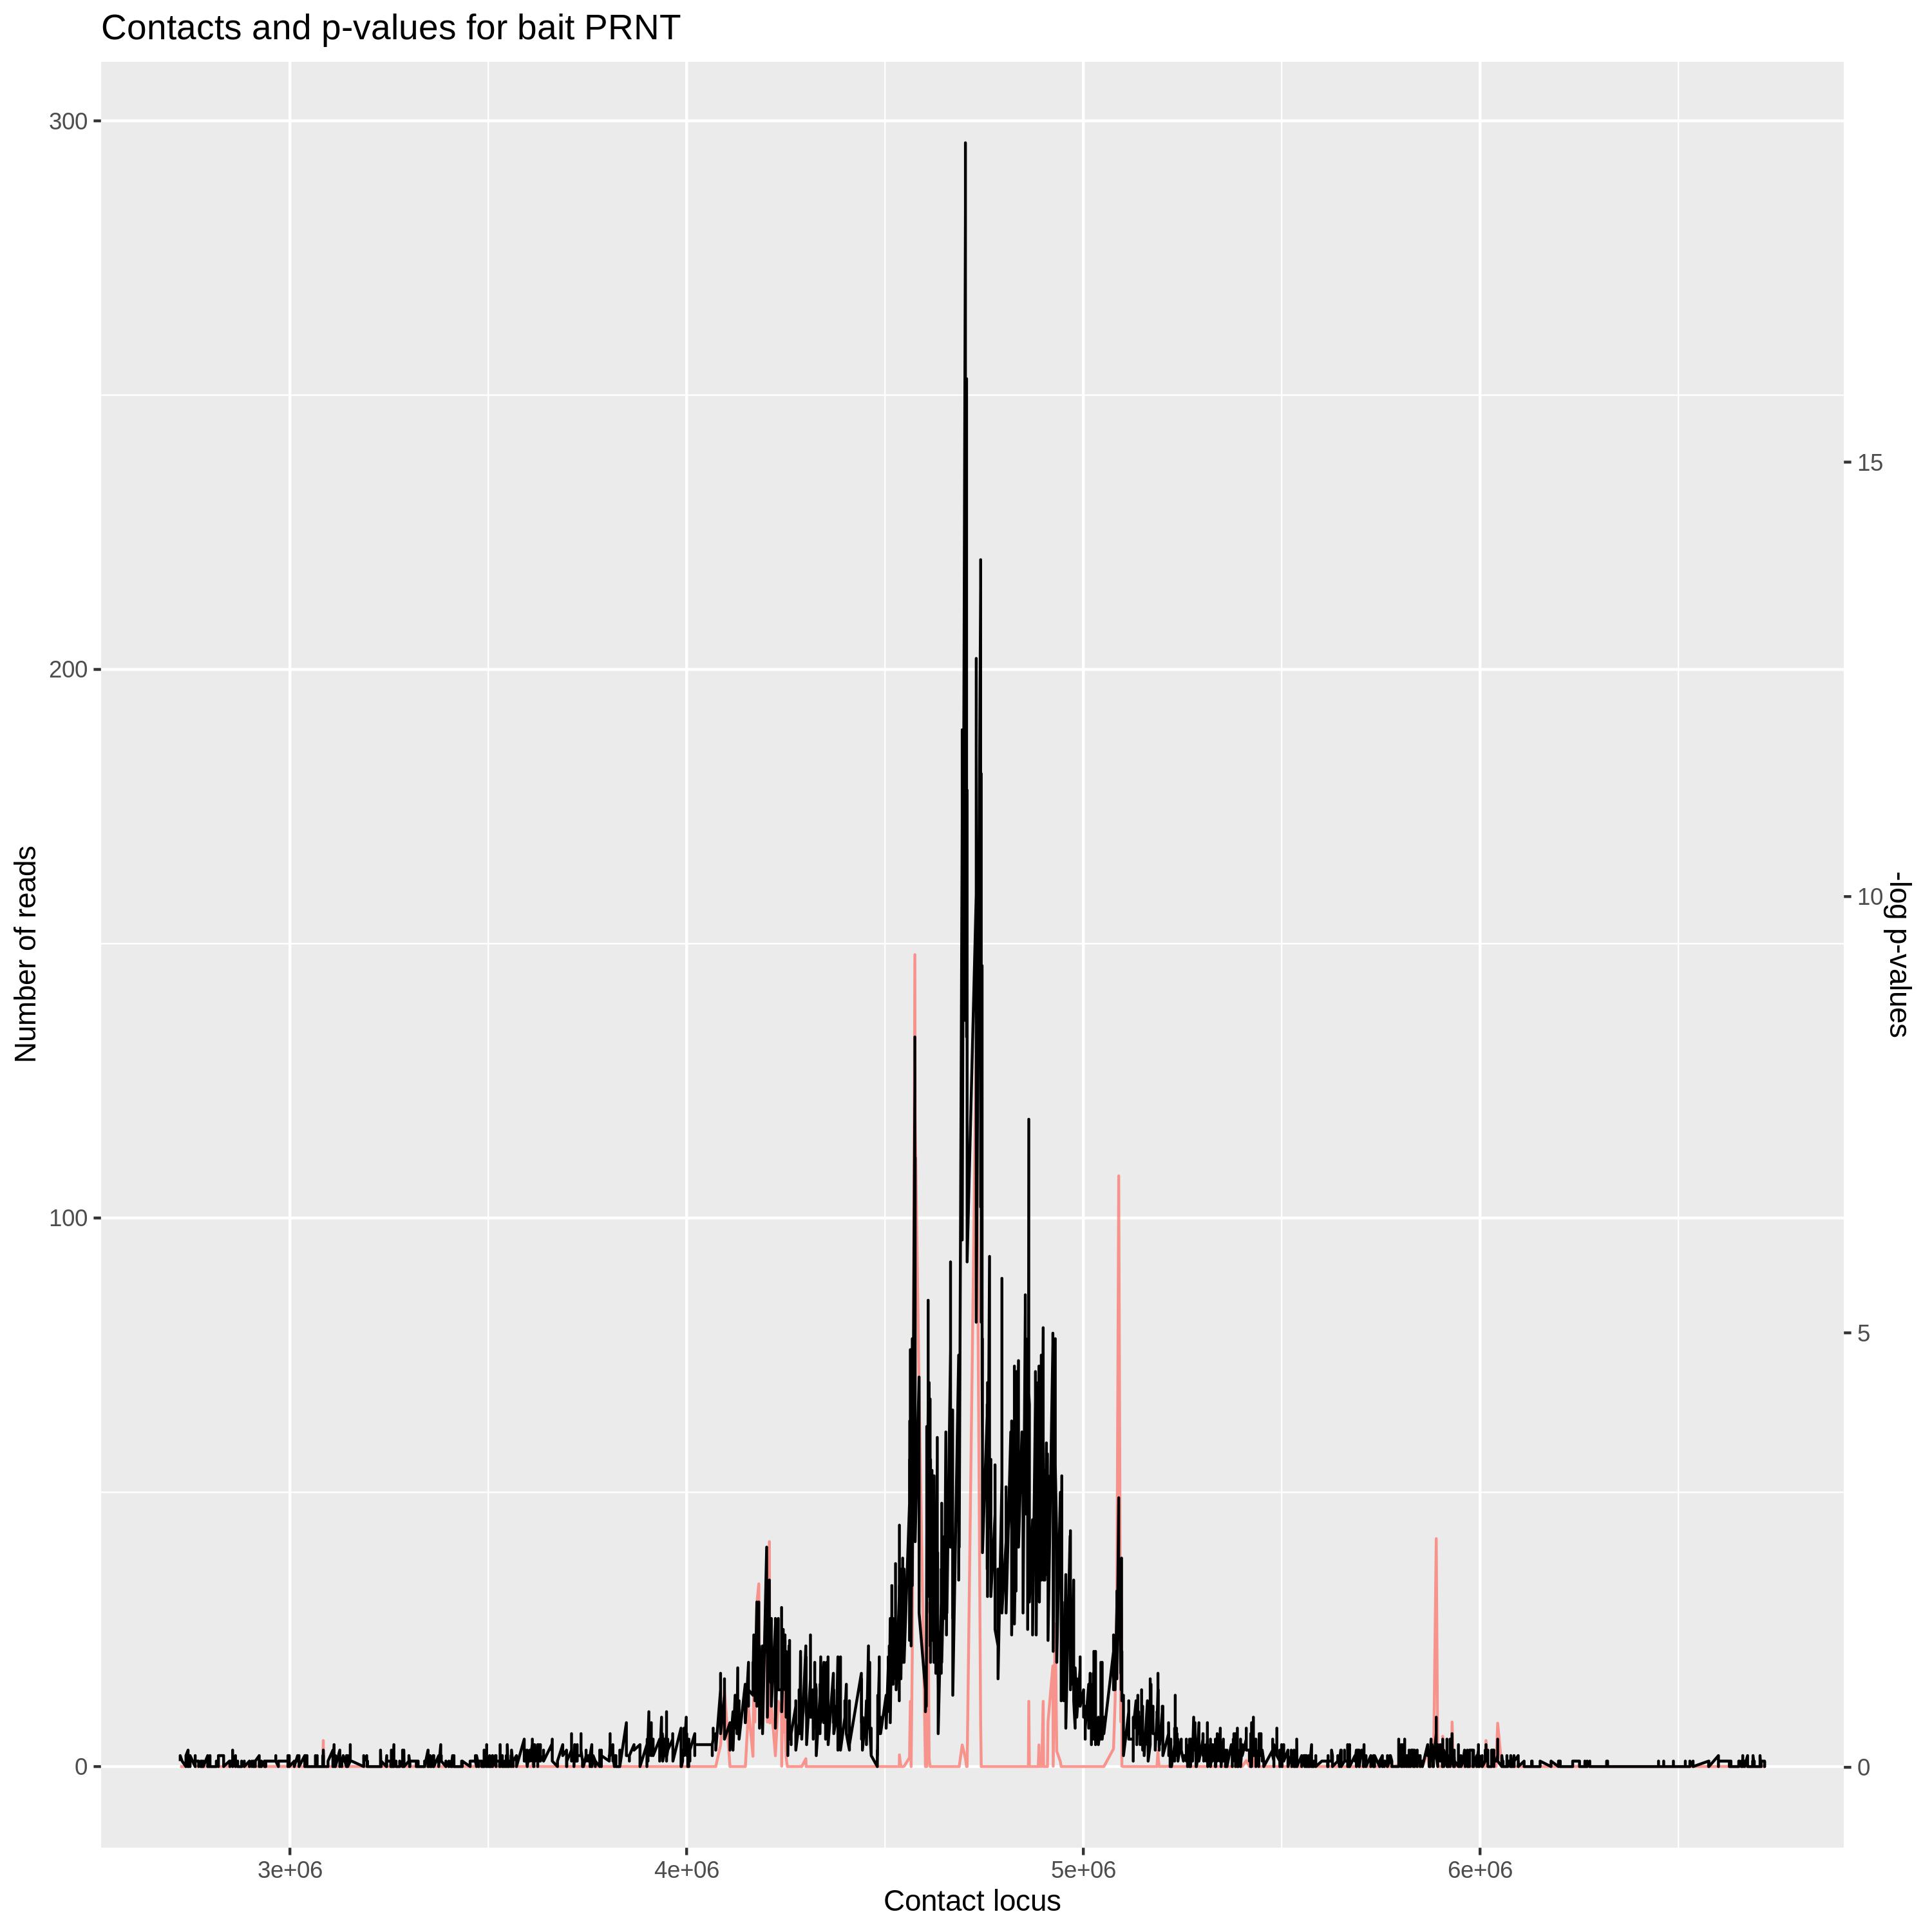 Contacts and p-values for bait PRNT
300
200
100
0
Number of reads
15
10
5
0
-log p-values
3e+06
4e+06
5e+06
6e+06
Contact locus